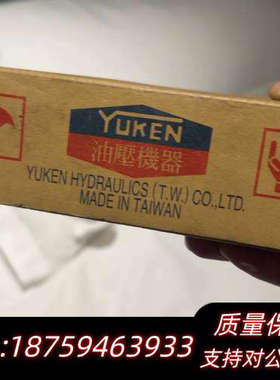 YUKEN
油壓機器
YUKEN HYDRAULICS (T.W.) CO.,LTD.
MADE IN TAIWAN
质量保
:18759463933
支持对公